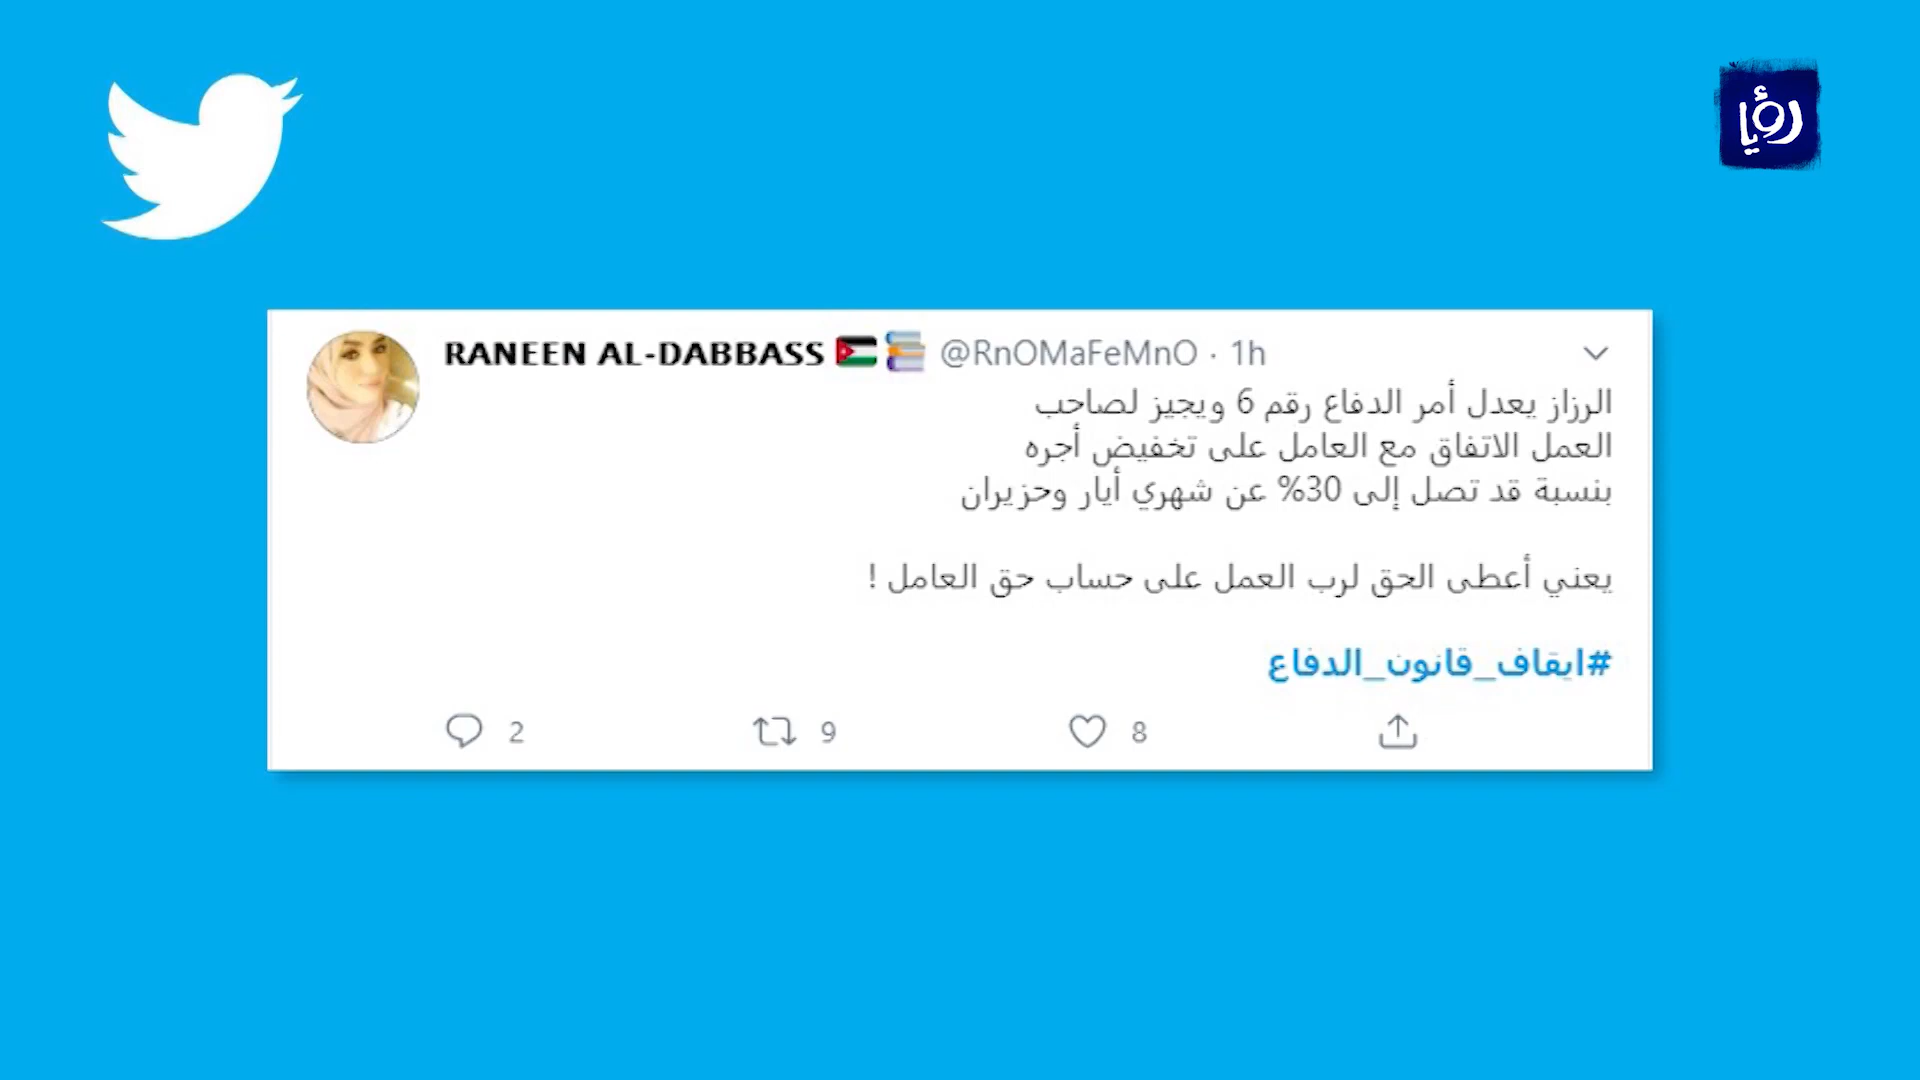 رؤيا
RANEEN AL-DABBASS 🇯🇴📚 @RnOMaFeMnO · 1h
الرزاز يعدل أمر الدفاع رقم 6 ويجيز لصاحب
العمل الاتفاق مع العامل على تخفيض أجره
بنسبة قد تصل إلى 30% عن شهري أيار وحزيران
يعني أعطى الحق لرب العمل على حساب حق العامل !
#ايقاف_قانون_الدفاع
2 9 8